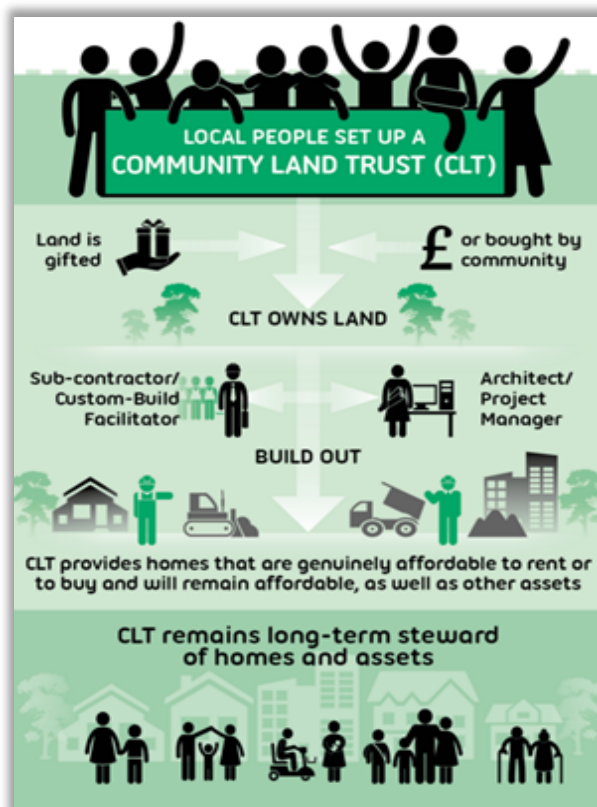 LOCAL PEOPLE SET UP A
COMMUNITY LAND TRUST (CLT)
Land is
gifted
£ or bought by
community
CLT OWNS LAND
Sub-contractor/
Custom-Build
Facilitator
Architect/
Project
Manager
BUILD OUT
CLT provides homes that are genuinely affordable to rent or
to buy and will remain affordable, as well as other assets
CLT remains long-term steward
of homes and assets